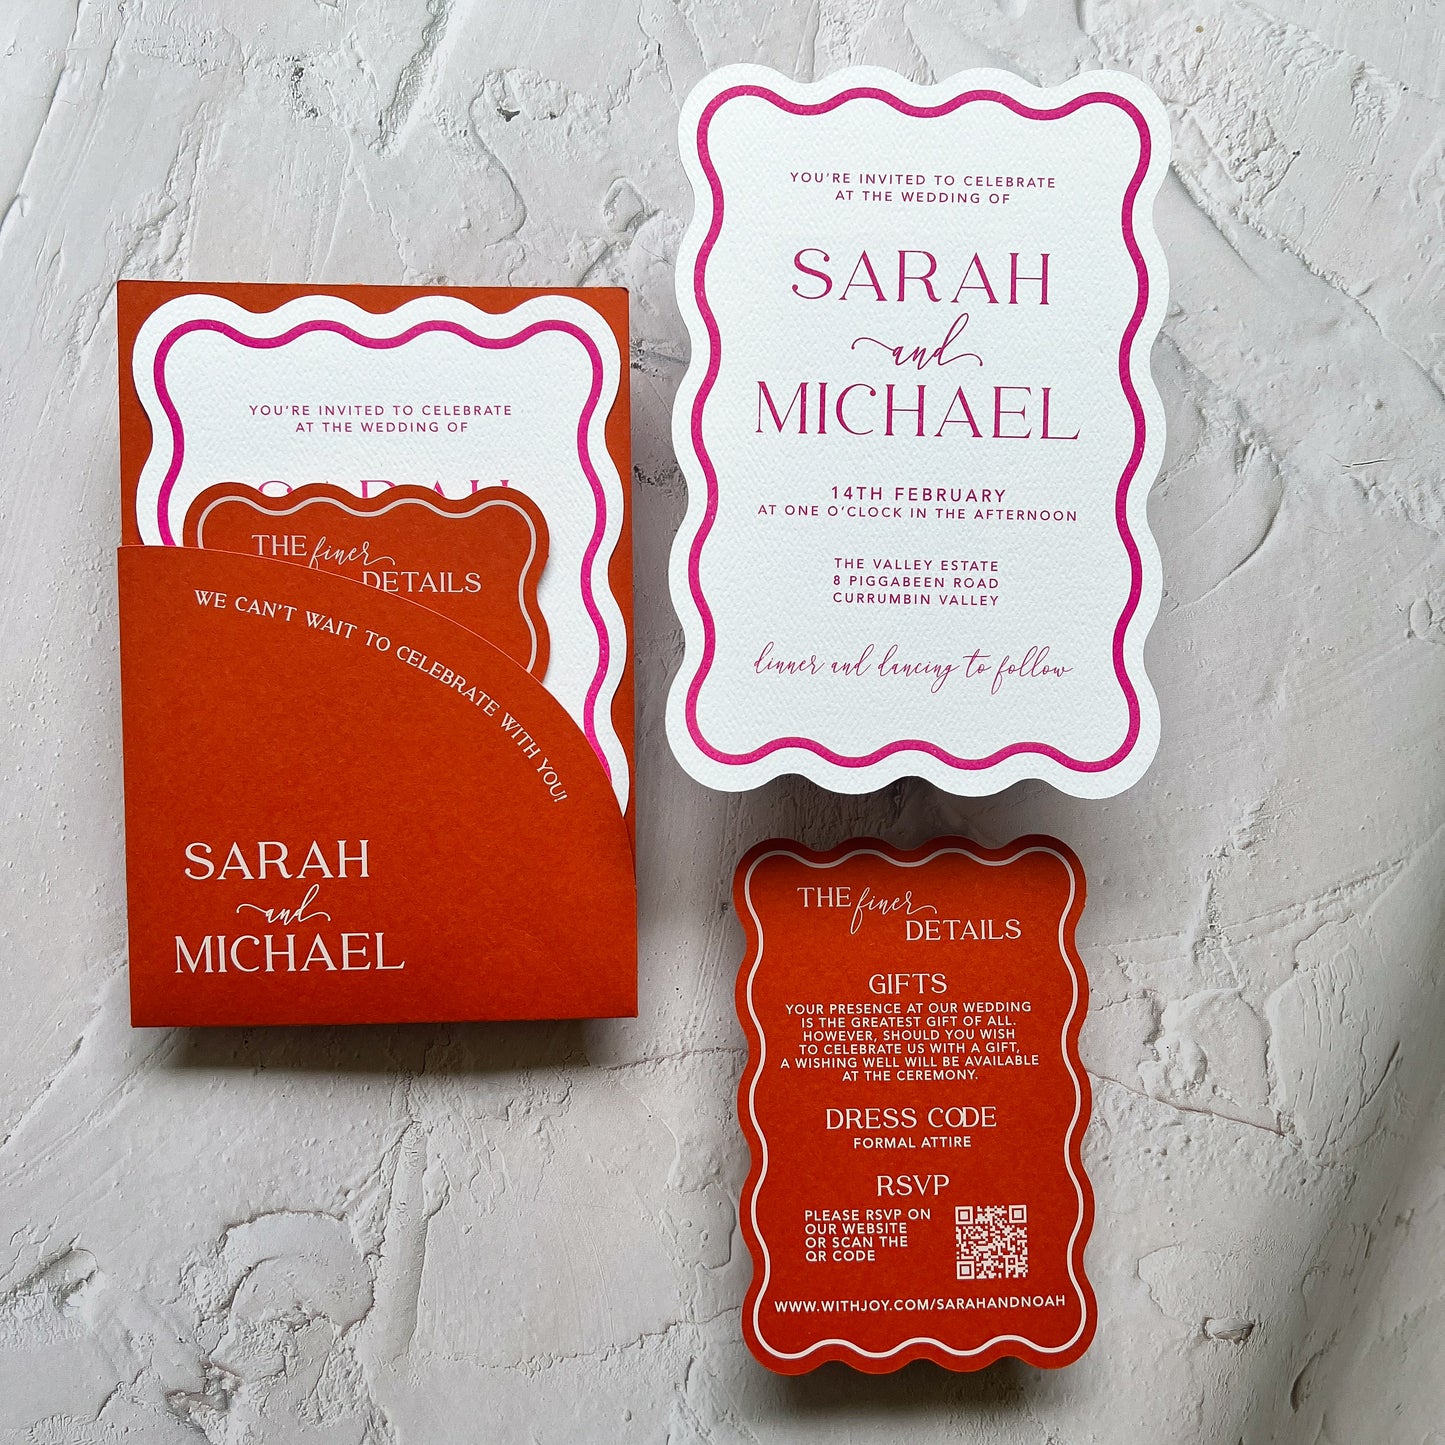 YOU'RE INVITED TO CELEBRATE
AT THE WEDDING OF
SARAH
THE finer
DETAILS
WE CAN'T WAIT TO CELEBRATE WITH YOU!
SARAH
and
MICHAEL
YOU'RE INVITED TO CELEBRATE
AT THE WEDDING OF
SARAH
and
MICHAEL
14TH FEBRUARY
AT ONE O'CLOCK IN THE AFTERNOON
THE VALLEY ESTATE
8 PIGGABEEN ROAD
CURRUMBIN VALLEY
dinner and dancing to follow
THE finer
DETAILS
GIFTS
YOUR PRESENCE AT OUR WEDDING
IS THE GREATEST GIFT OF ALL.
HOWEVER, SHOULD YOU WISH
TO CELEBRATE US WITH A GIFT,
A WISHING WELL WILL BE AVAILABLE
AT THE CEREMONY.
DRESS CODE
FORMAL ATTIRE
RSVP
PLEASE RSVP ON
OUR WEBSITE
OR SCAN THE
QR CODE
WWW.WITHJOY.COM/SARAHANDNOAH